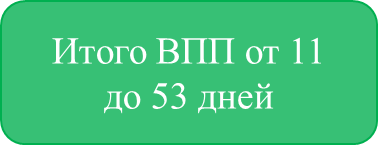 Итого ВПП от 11
до 53 дней